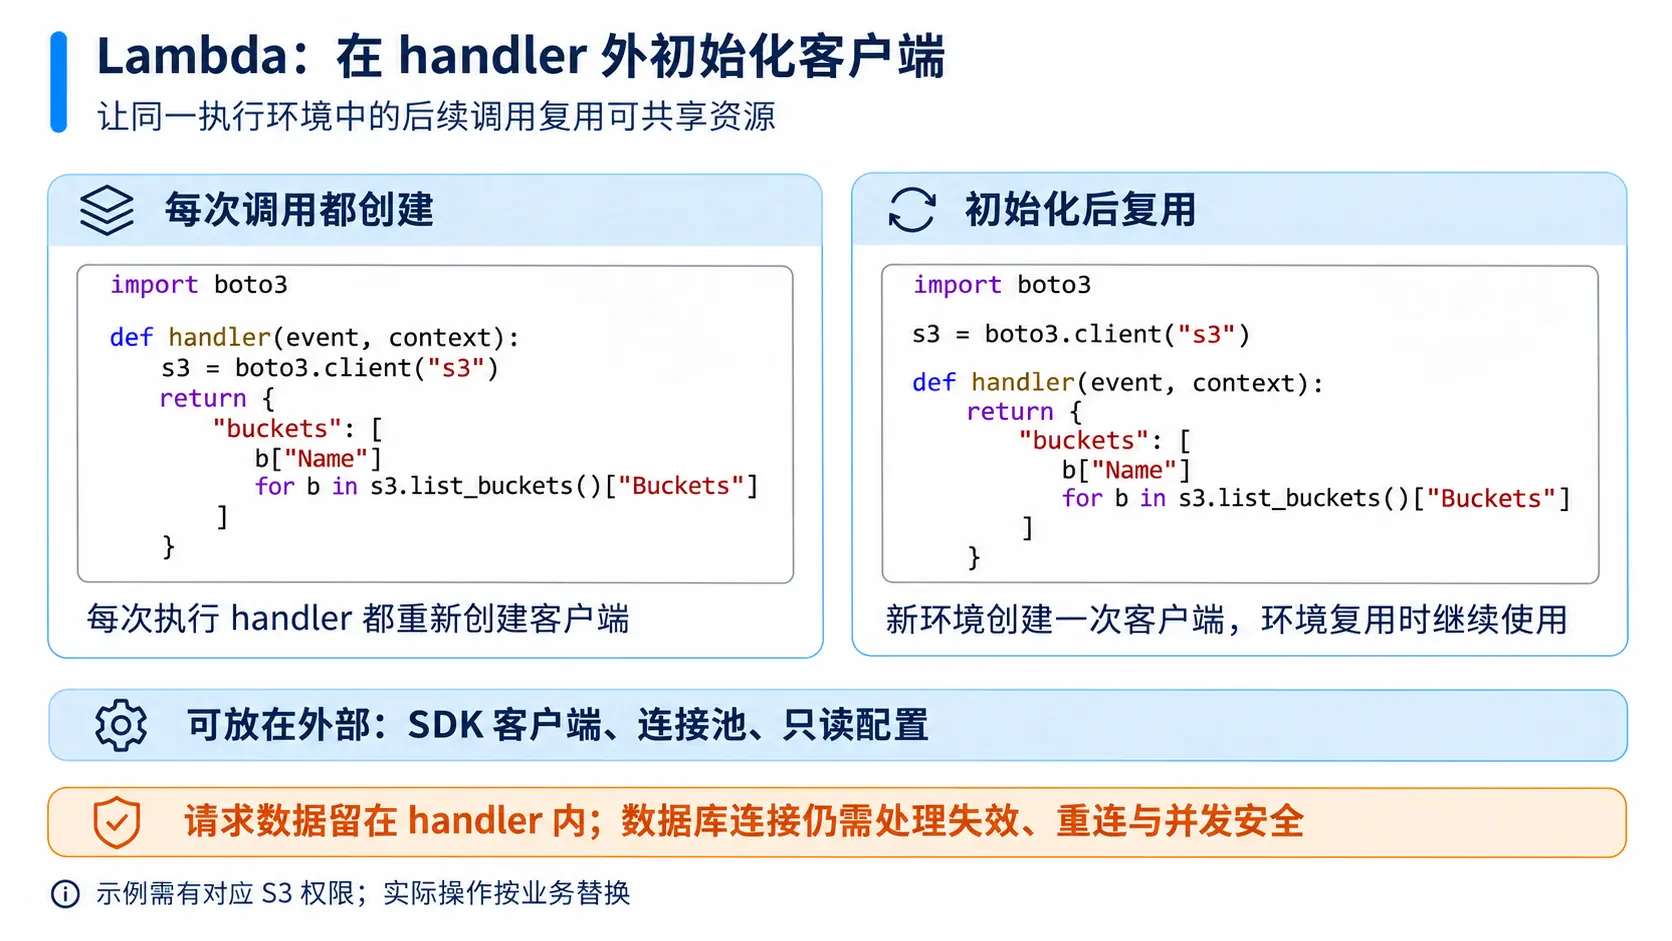 Lambda：在 handler 外初始化客户端
让同一执行环境中的后续调用复用可共享资源
每次调用都创建
import boto3
def handler(event, context):
    s3 = boto3.client("s3")
    return {
        "buckets": [
            b["Name"]
            for b in s3.list_buckets()["Buckets"]
        ]
    }
每次执行 handler 都重新创建客户端
初始化后复用
import boto3
s3 = boto3.client("s3")
def handler(event, context):
    return {
        "buckets": [
            b["Name"]
            for b in s3.list_buckets()["Buckets"]
        ]
    }
新环境创建一次客户端，环境复用时继续使用
可放在外部：SDK 客户端、连接池、只读配置
请求数据留在 handler 内；数据库连接仍需处理失效、重连与并发安全
示例需有对应 S3 权限；实际操作按业务替换